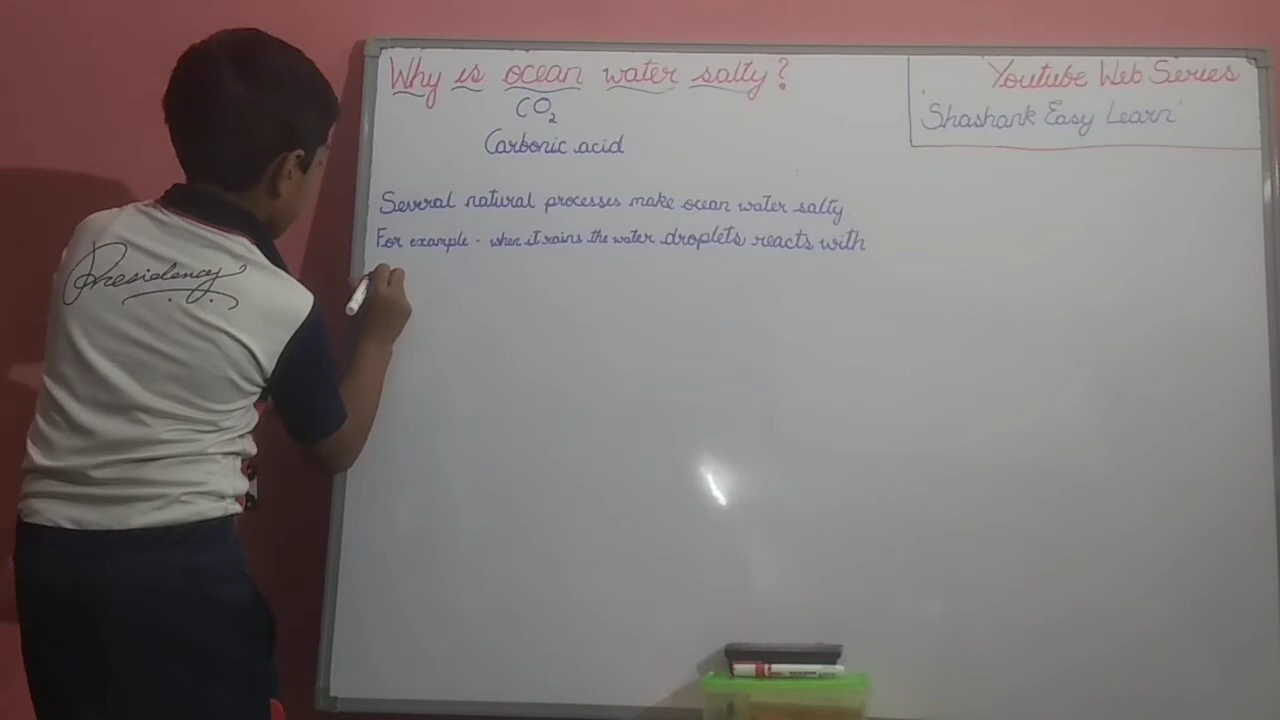 Why is ocean water salty?
CO₂
Carbonic acid
Several natural processes make ocean water salty
For example - when it rains the water droplets reacts with
Youtube Web Series
'Shashank Easy Learn'
Presidency